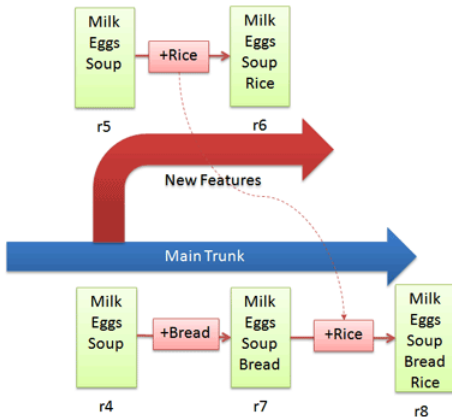 Milk
Eggs
Soup
+Rice
Milk
Eggs
Soup
Rice
r5
r6
New Features
Main Trunk
Milk
Eggs
Soup
+Bread
Milk
Eggs
Soup
Bread
+Rice
Milk
Eggs
Soup
Bread
Rice
r4
r7
r8